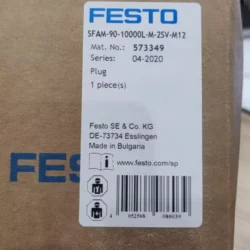 FESTO
SFAM-90-10000L-M-2SV-M12
Mat. No.: 573349
Series: 04-2020
Plug
1 piece(s)
Festo SE & Co. KG
DE-73734 Esslingen
Made in Bulgaria
www.festo.com/sp
FES